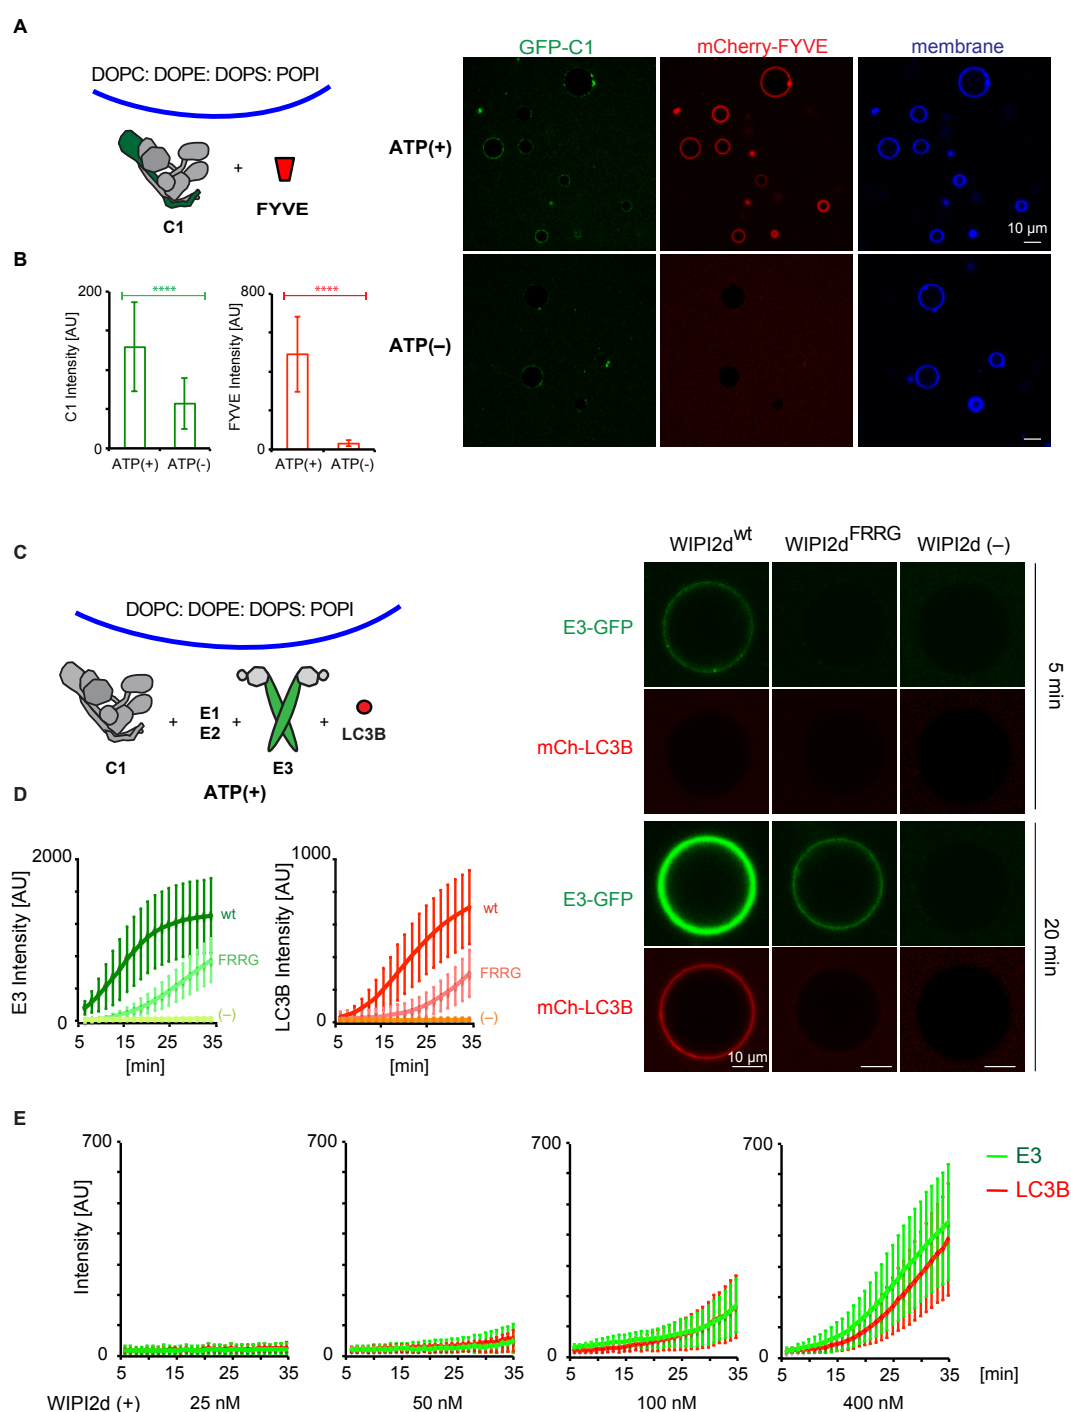 A
DOPC: DOPE: DOPS: POPI
C1
+
FYVE
GFP-C1
mCherry-FYVE
membrane
ATP(+)
10 µm
ATP(–)
B
C1 Intensity [AU]
200
0
****
ATP(+)
ATP(-)
FYVE Intensity [AU]
800
0
****
ATP(+)
ATP(-)
C
DOPC: DOPE: DOPS: POPI
C1
+
E1
E2
+
E3
+
LC3B
ATP(+)
WIPI2d^wt
WIPI2d^FRRG
WIPI2d (–)
E3-GFP
mCh-LC3B
5 min
E3-GFP
mCh-LC3B
10 µm
20 min
D
E3 Intensity [AU]
2000
0
wt
FRRG
(–)
5 15 25 35
[min]
LC3B Intensity [AU]
1000
0
wt
FRRG
(–)
5 15 25 35
[min]
E
Intensity [AU]
700
0
5 15 25 35
700
0
5 15 25 35
700
0
5 15 25 35
700
0
5 15 25 35
[min]
E3
LC3B
WIPI2d (+)
25 nM
50 nM
100 nM
400 nM